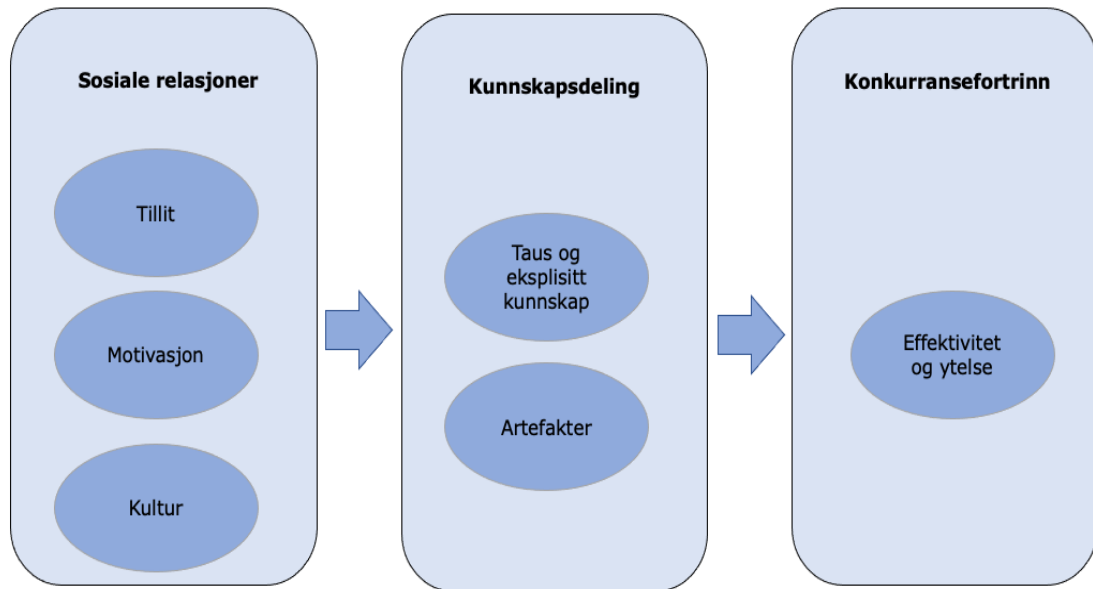 Sosiale relasjoner
Tillit
Motivasjon
Kultur
Kunnskapsdeling
Taus og
eksplisitt
kunnskap
Artefakter
Konkurransefortrinn
Effektivitet
og ytelse